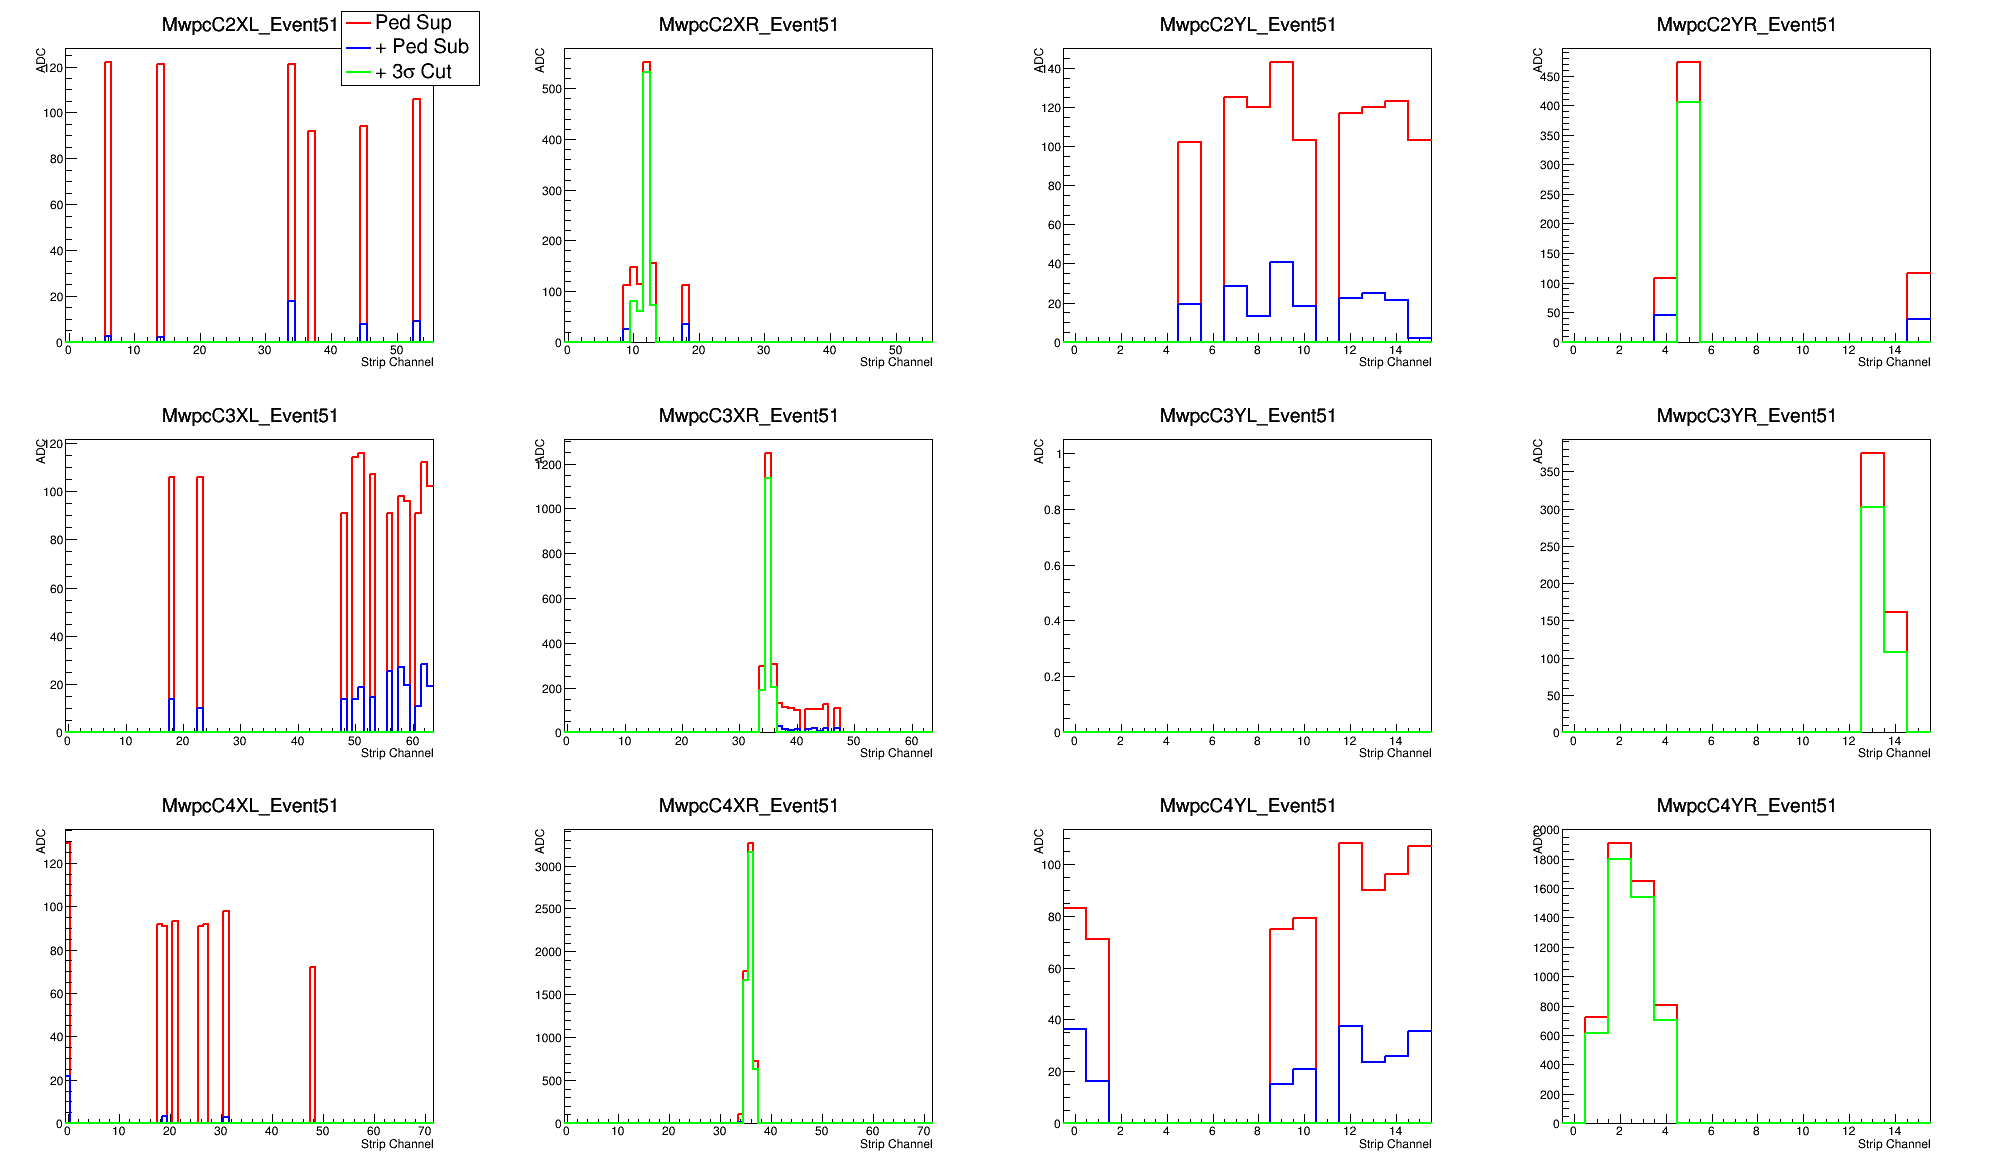 MwpcC2XL_Event51
Ped Sup
+ Ped Sub
+ 3σ Cut
ADC
120
100
80
60
40
20
0
0 10 20 30 40 50
Strip Channel
MwpcC2XR_Event51
ADC
500
400
300
200
100
0
0 10 20 30 40 50
Strip Channel
MwpcC2YL_Event51
ADC
140
120
100
80
60
40
20
0
0 2 4 6 8 10 12 14
Strip Channel
MwpcC2YR_Event51
ADC
450
400
350
300
250
200
150
100
50
0
0 2 4 6 8 10 12 14
Strip Channel
MwpcC3XL_Event51
ADC
120
100
80
60
40
20
0
0 10 20 30 40 50 60
Strip Channel
MwpcC3XR_Event51
ADC
1200
1000
800
600
400
200
0
0 10 20 30 40 50 60
Strip Channel
MwpcC3YL_Event51
ADC
1
0.8
0.6
0.4
0.2
0
0 2 4 6 8 10 12 14
Strip Channel
MwpcC3YR_Event51
ADC
350
300
250
200
150
100
50
0
0 2 4 6 8 10 12 14
Strip Channel
MwpcC4XL_Event51
ADC
120
100
80
60
40
20
0
0 10 20 30 40 50 60 70
Strip Channel
MwpcC4XR_Event51
ADC
3000
2500
2000
1500
1000
500
0
0 10 20 30 40 50 60 70
Strip Channel
MwpcC4YL_Event51
ADC
100
80
60
40
20
0
0 2 4 6 8 10 12 14
Strip Channel
MwpcC4YR_Event51
ADC
2000
1800
1600
1400
1200
1000
800
600
400
200
0
0 2 4 6 8 10 12 14
Strip Channel